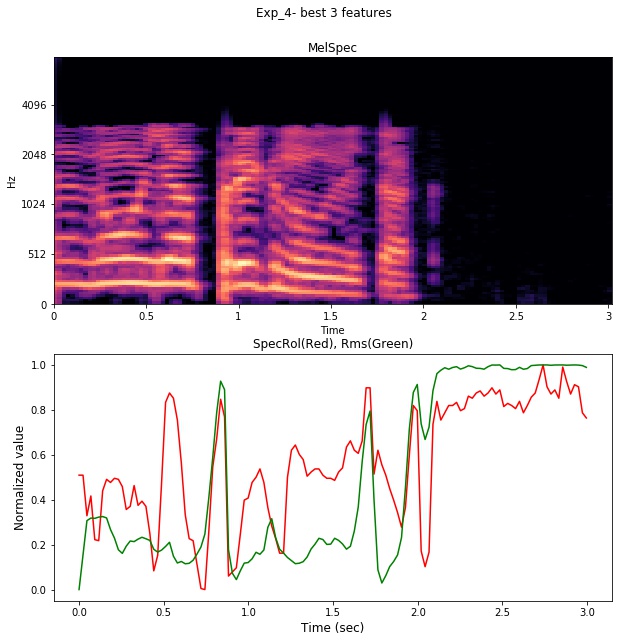 Exp_4- best 3 features
MelSpec
4096
2048
1024
512
0
Hz
0 0.5 1 1.5 2 2.5 3
Time
SpecRol(Red), Rms(Green)
1.0
0.8
0.6
0.4
0.2
0.0
Normalized value
0.0 0.5 1.0 1.5 2.0 2.5 3.0
Time (sec)